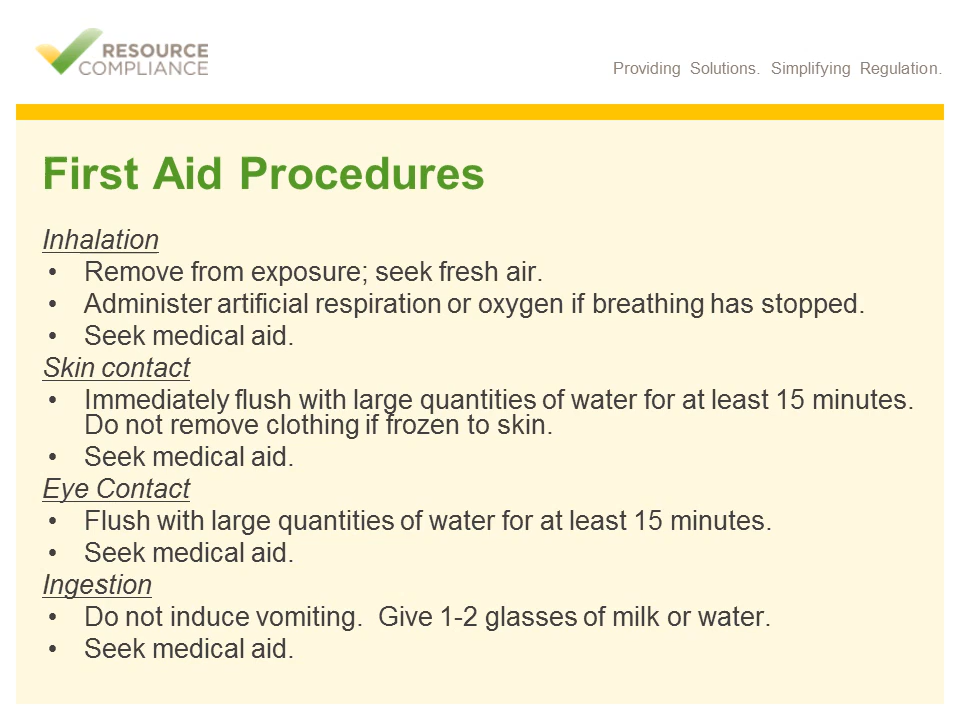 RESOURCE
COMPLIANCE
Providing Solutions. Simplifying Regulation.
First Aid Procedures
Inhalation
• Remove from exposure; seek fresh air.
• Administer artificial respiration or oxygen if breathing has stopped.
• Seek medical aid.
Skin contact
• Immediately flush with large quantities of water for at least 15 minutes.
Do not remove clothing if frozen to skin.
• Seek medical aid.
Eye Contact
• Flush with large quantities of water for at least 15 minutes.
• Seek medical aid.
Ingestion
• Do not induce vomiting. Give 1-2 glasses of milk or water.
• Seek medical aid.